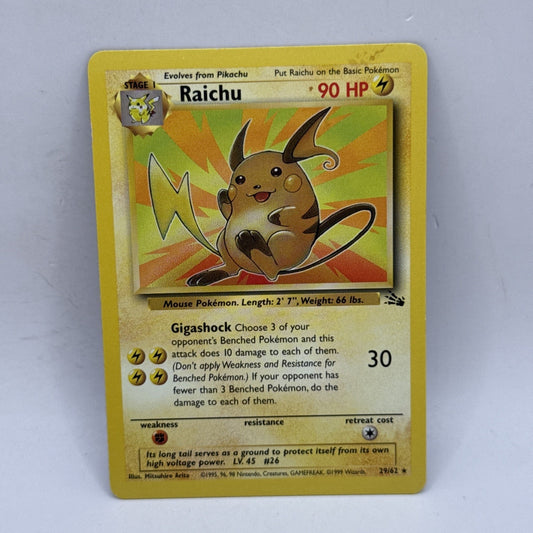 Evolves from Pikachu Put Raichu on the Basic Pokémon
STAGE 1
Raichu 90 HP
Mouse Pokémon. Length: 2' 7", Weight: 66 lbs.
Gigashock Choose 3 of your
opponent's Benched Pokémon and this
attack does 10 damage to each of them.
(Don't apply Weakness and Resistance for
Benched Pokémon.) If your opponent has
fewer than 3 Benched Pokémon, do the
damage to each of them.
30
weakness resistance retreat cost
Its long tail serves as a ground to protect itself from its own
high voltage power. LV. 45 #26
Illus. Mitsuhiro Arita ©1995, 96, 98 Nintendo, Creatures, GAMEFREAK. ©1999 Wizards. 29/62 ★